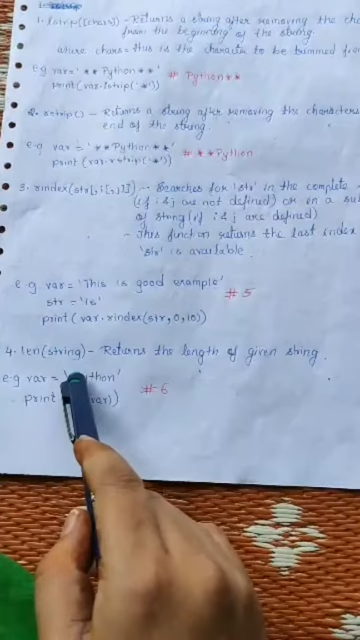 1. lstrip([chars]) - Returns a string after removing the cha
from the beginning of the string.
where chars - this is the character to be trimmed from
e.g var = '**Python**'
print(var.lstrip('*'))
# Python**
2. rstrip() - Returns a string after removing the characters
end of the string.
e.g var = '**Python**'
print(var.rstrip('*'))
# **Python
3. rindex(str[,i[,j]]) - Searches for 'str' in the complete
(if i & j are not defined) or in a su
of string (if i & j are defined)
- This function returns the last index
'str' is available.
e.g var = 'This is good example'
str = 'is'
print(var.rindex(str,0,10))
# 5
4. len(string) - Returns the length of given string.
e.g var = 'ython'
print var))
# 6